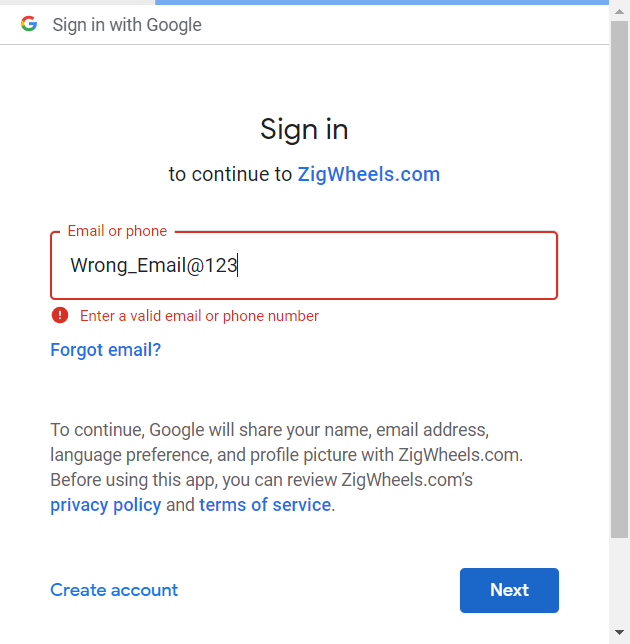 Sign in with Google
Sign in
to continue to ZigWheels.com
Email or phone
Wrong_Email@123
Enter a valid email or phone number
Forgot email?
To continue, Google will share your name, email address,
language preference, and profile picture with ZigWheels.com.
Before using this app, you can review ZigWheels.com’s
privacy policy and terms of service.
Create account
Next